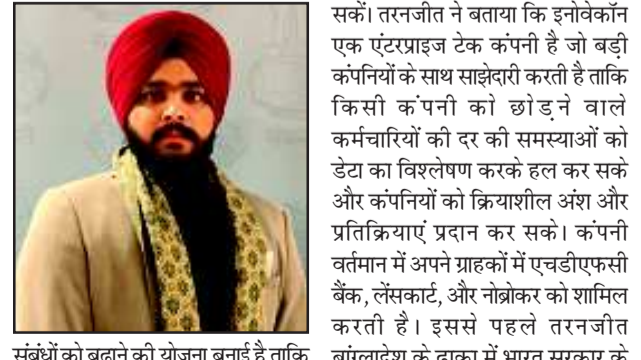 संबंधों को बढ़ाने की योजना बनाई है ताकि
सकें। तरनजीत ने बताया कि इनोवेकॉन
एक एंटरप्राइज टेक कंपनी है जो बड़ी
कंपनियों के साथ साझेदारी करती है ताकि
किसी कंपनी को छोड़ने वाले
कर्मचारियों की दर की समस्याओं को
डेटा का विश्लेषण करके हल कर सके
और कंपनियों को क्रियाशील अंश और
प्रतिक्रियाएं प्रदान कर सके। कंपनी
वर्तमान में अपने ग्राहकों में एचडीएफसी
बैंक, लेंसकार्ट, और नोब्रोकर को शामिल
करती है। इससे पहले तरनजीत
बांग्लादेश के ढाका में भारत सरकार के